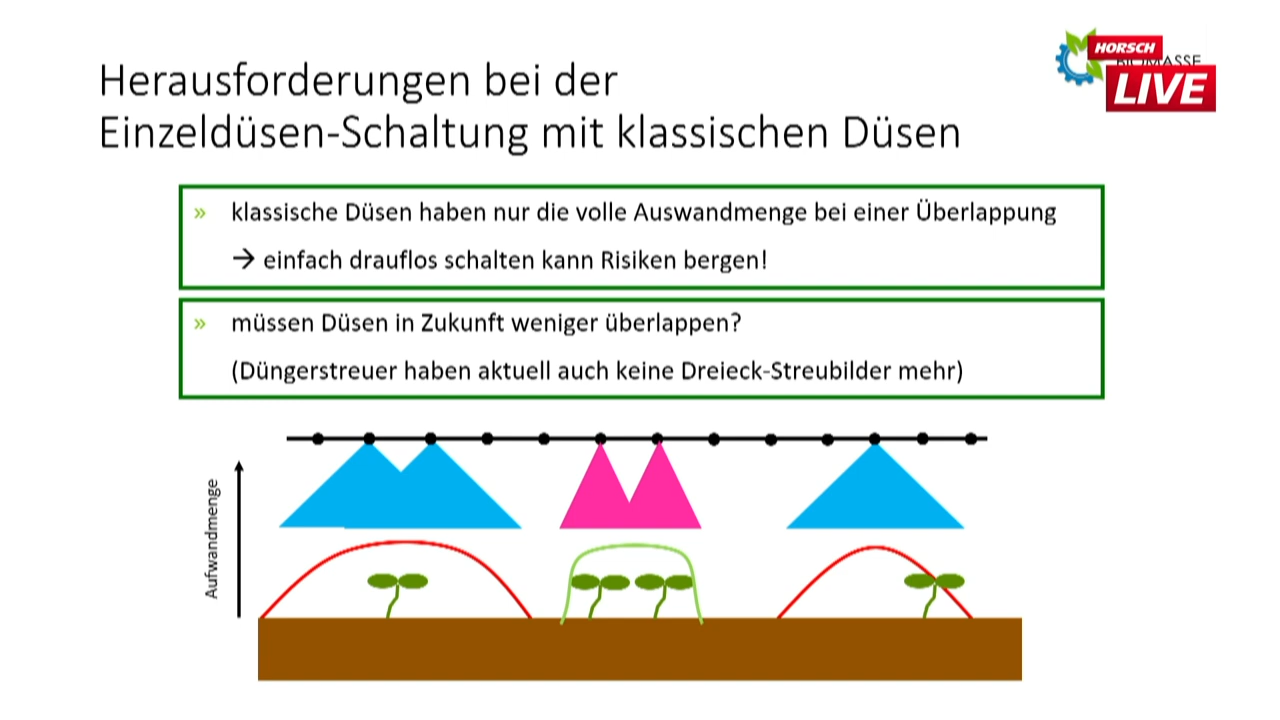 Herausforderungen bei der
Einzeldüsen-Schaltung mit klassischen Düsen
HORSCH
LIVE
» klassische Düsen haben nur die volle Auswandmenge bei einer Überlappung
→ einfach drauflos schalten kann Risiken bergen!
» müssen Düsen in Zukunft weniger überlappen?
(Düngerstreuer haben aktuell auch keine Dreieck-Streubilder mehr)
Aufwandmenge